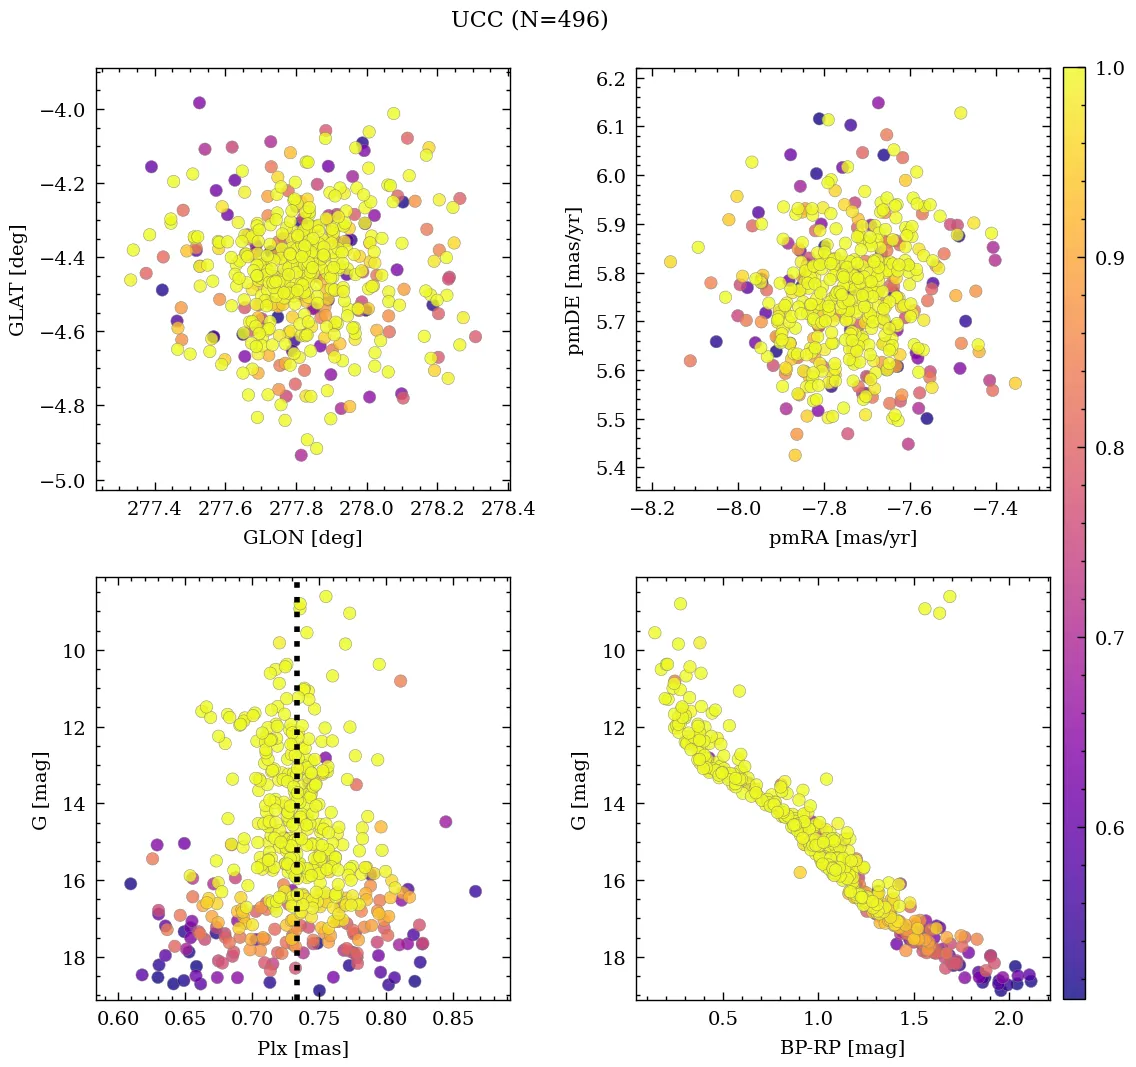 UCC (N=496)
−4.0
−4.2
−4.4
−4.6
−4.8
−5.0
GLAT [deg]
277.4 277.6 277.8 278.0 278.2 278.4
GLON [deg]
6.2
6.1
6.0
5.9
5.8
5.7
5.6
5.5
5.4
pmDE [mas/yr]
−8.2 −8.0 −7.8 −7.6 −7.4
pmRA [mas/yr]
1.0
0.9
0.8
0.7
0.6
10
12
14
16
18
G [mag]
0.60 0.65 0.70 0.75 0.80 0.85
Plx [mas]
10
12
14
16
18
G [mag]
0.5 1.0 1.5 2.0
BP-RP [mag]